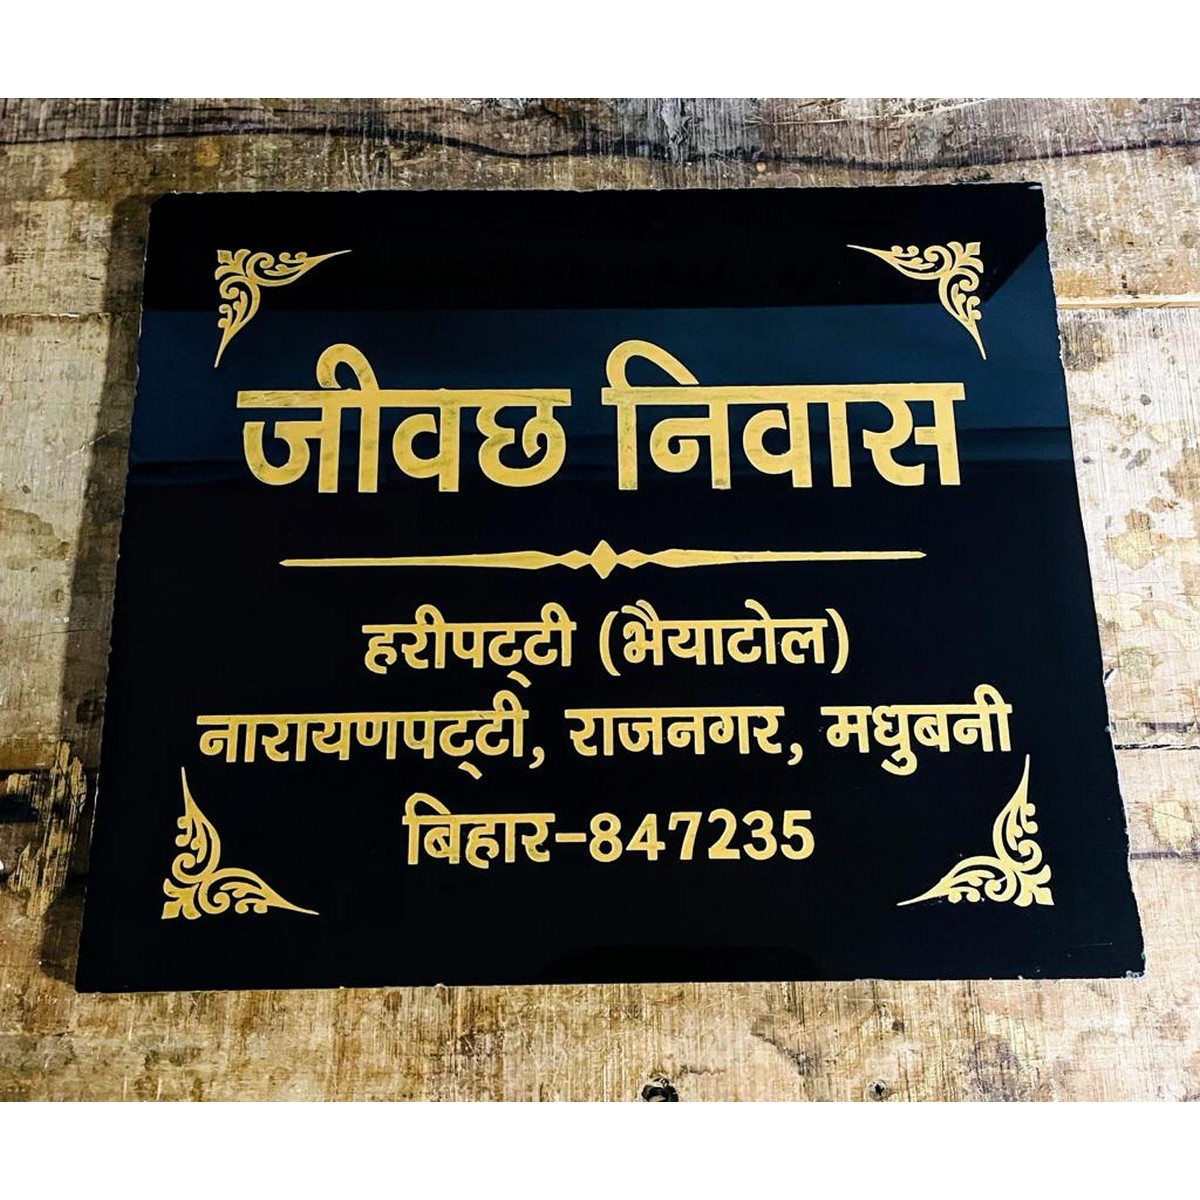 जीवछ निवास
हरीपट्टी (भैयाटोल)
नारायणपट्टी, राजनगर, मधुबनी
बिहार-847235